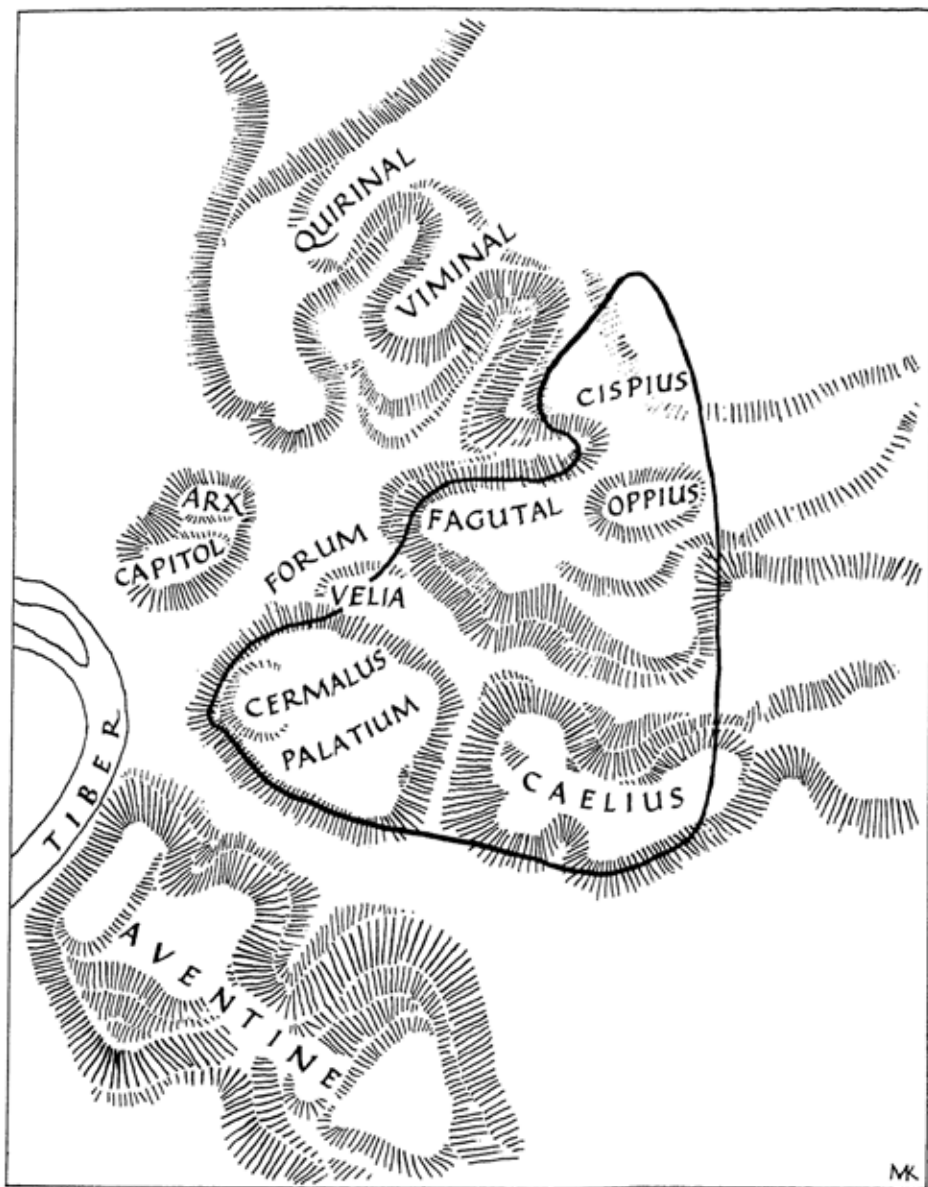 QUIRINAL
VIMINAL
CISPIUS
ARX
CAPITOL
FORUM
FAGUTAL
OPPIUS
VELIA
CERMALUS
PALATIUM
CAELIUS
TIBER
AVENTINE
MK